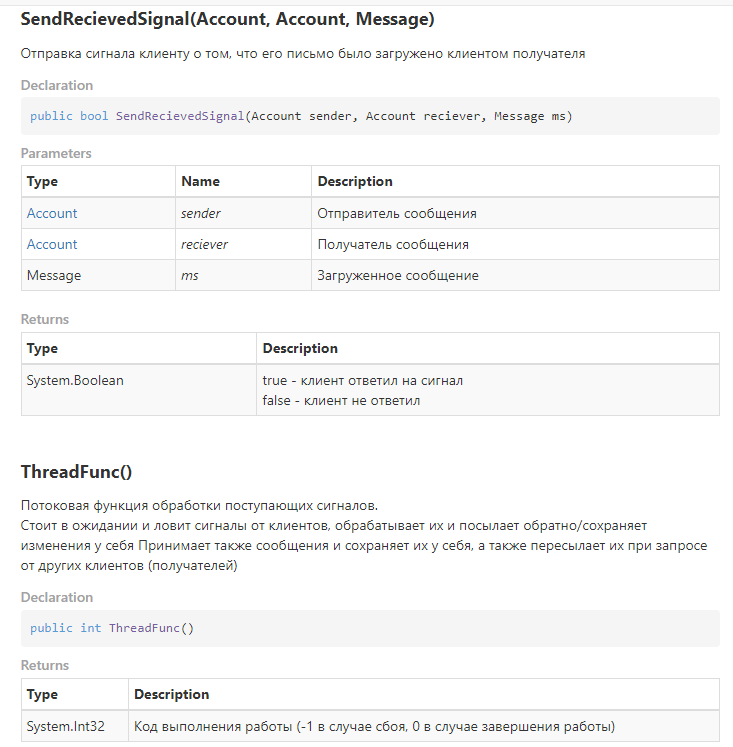 SendRecievedSignal(Account, Account, Message)
Отправка сигнала клиенту о том, что его письмо было загружено клиентом получателя
Declaration
public bool SendRecievedSignal(Account sender, Account reciever, Message ms)
Parameters
Type Name Description
Account sender Отправитель сообщения
Account reciever Получатель сообщения
Message ms Загруженное сообщение
Returns
Type Description
System.Boolean true - клиент ответил на сигнал
false - клиент не ответил
ThreadFunc()
Потоковая функция обработки поступающих сигналов.
Стоит в ожидании и ловит сигналы от клиентов, обрабатывает их и посылает обратно/сохраняет
изменения у себя Принимает также сообщения и сохраняет их у себя, а также пересылает их при запросе
от других клиентов (получателей)
Declaration
public int ThreadFunc()
Returns
Type Description
System.Int32 Код выполнения работы (-1 в случае сбоя, 0 в случае завершения работы)